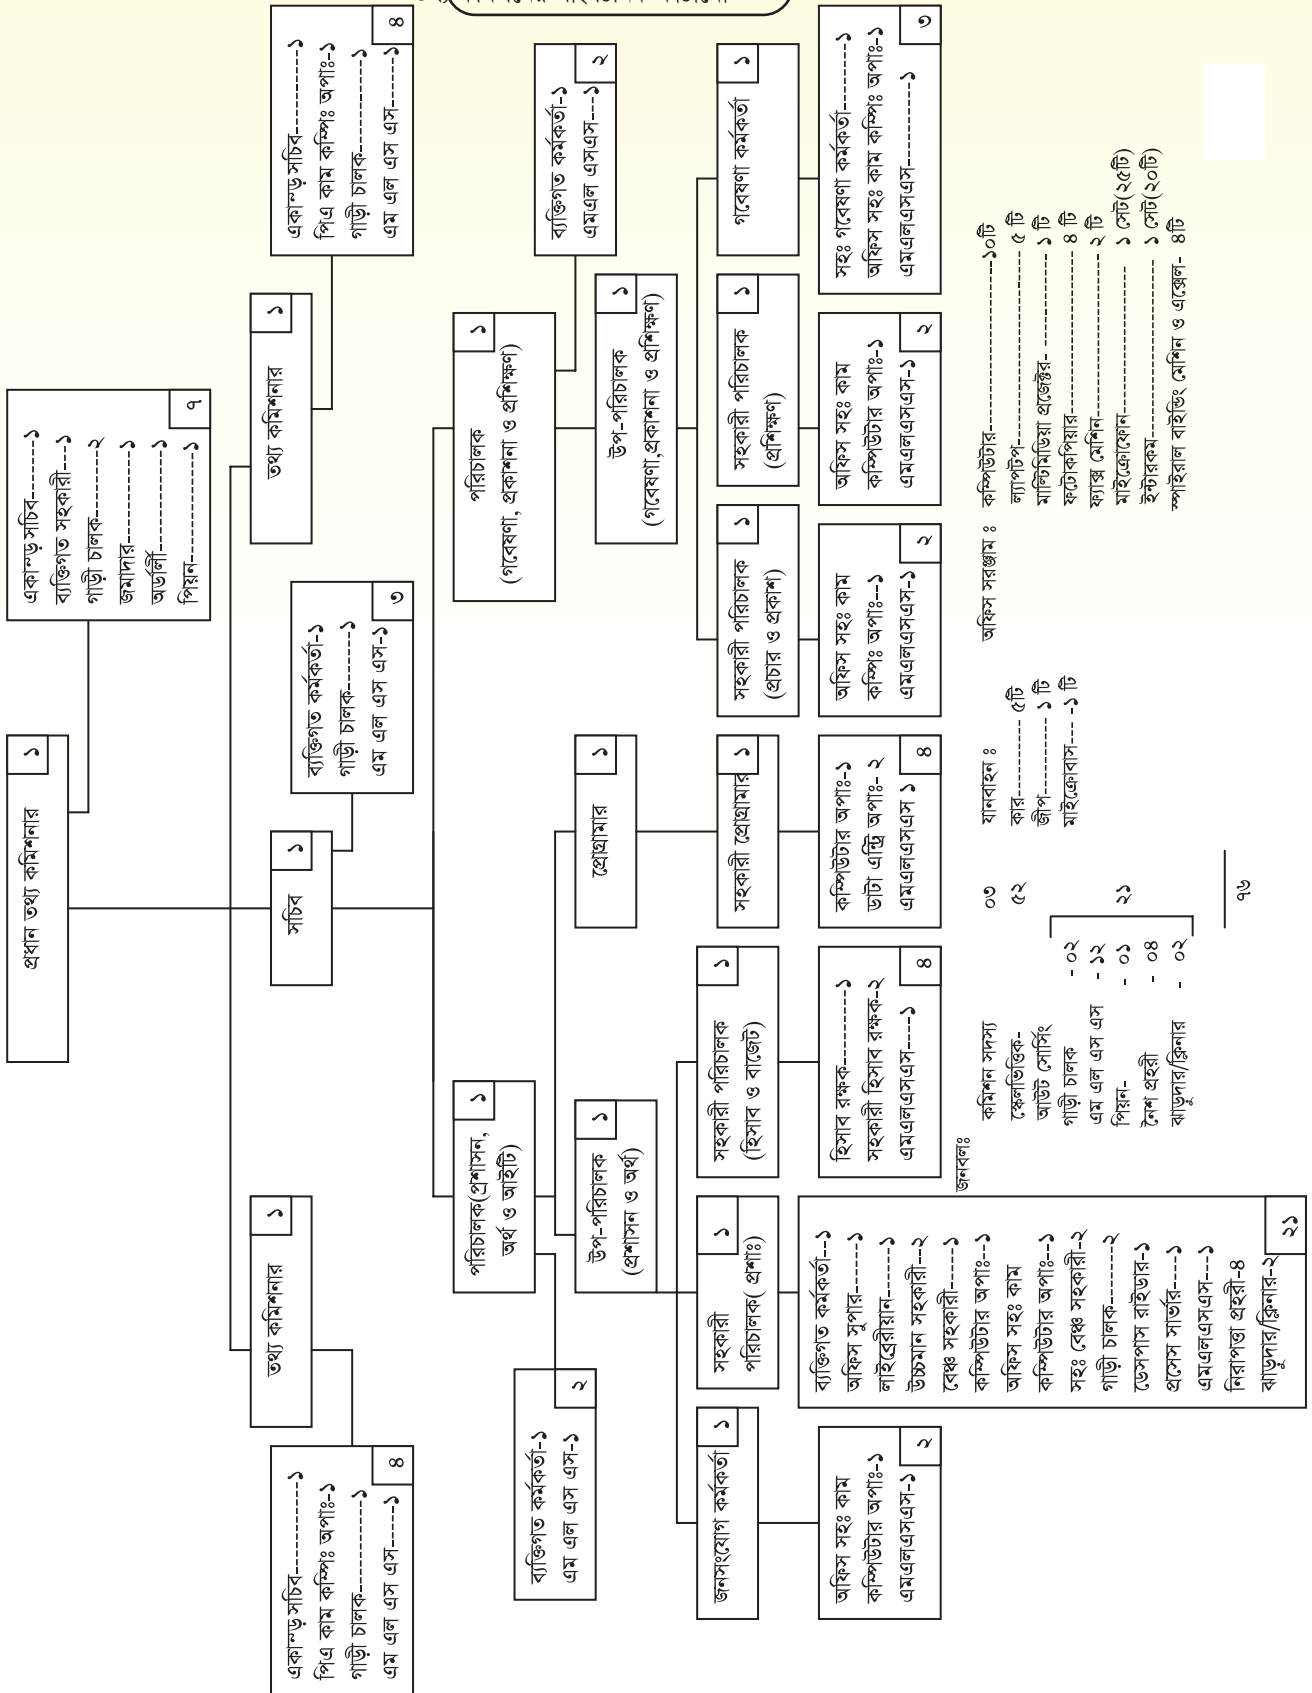 প্রধান তথ্য কমিশনার
১
একান্ত সচিব----------১
ব্যক্তিগত সহকারী---১
গাড়ী চালক----------২
জমাদার-------------১
অর্ডালী-------------১
পিয়ন---------------১
৭
তথ্য কমিশনার
১
একান্ত সচিব------------১
পিএ কাম কম্পিঃ অপাঃ-১
গাড়ী চালক-------------১
এম এল এস এস------১
৪
সচিব
১
ব্যক্তিগত কর্মকর্তা-১
গাড়ী চালক--------১
এম এল এস এস-১
৩
তথ্য কমিশনার
১
একান্ত সচিব------------১
পিএ কাম কম্পিঃ অপাঃ-১
গাড়ী চালক-------------১
এম এল এস এস------১
৪
পরিচালক(প্রশাসন,
অর্থ ও আইটি)
১
ব্যক্তিগত কর্মকর্তা-১
এম এল এস এস-১
২
পরিচালক
(গবেষণা, প্রকাশনা ও প্রশিক্ষণ)
১
ব্যক্তিগত কর্মকর্তা-১
এমএল এসএস---১
২
উপ-পরিচালক
(প্রশাসন ও অর্থ)
১
প্রোগ্রামার
১
উপ-পরিচালক
(গবেষণা,প্রকাশনা ও প্রশিক্ষণ)
১
জনসংযোগ কর্মকর্তা
১
সহকারী
পরিচালক( প্রশাঃ)
১
সহকারী পরিচালক
(হিসাব ও বাজেট)
১
সহকারী প্রোগ্রামার
১
সহকারী পরিচালক
(প্রচার ও প্রকাশ)
১
সহকারী পরিচালক
(প্রশিক্ষণ)
১
গবেষণা কর্মকর্তা
১
অফিস সহঃ কাম
কম্পিউটার অপাঃ-১
এমএলএসএস-১
২
ব্যক্তিগত কর্মকর্তা--১
অফিস সুপার-------১
লাইব্রেরীয়ান-------১
উচ্চমান সহকারী--২
বেঞ্চ সহকারী-----১
কম্পিউটার অপাঃ--১
অফিস সহঃ কাম
কম্পিউটার অপাঃ--১
সহঃ বেঞ্চ সহকারী-২
গাড়ী চালক---------২
ডেসপাস রাইডার-১
প্রসেস সার্ভার-----১
এমএলএসএস----১
নিরাপত্তা প্রহরী-৪
ঝাড়ুদার/ক্লিনার-২
২১
হিসাব রক্ষক-----------১
সহকারী হিসাব রক্ষক-২
এমএলএসএস-----১
৪
কম্পিউটার অপাঃ-১
ডাটা এন্ট্রি অপাঃ- ২
এমএলএসএস ১
৪
অফিস সহঃ কাম
কম্পিঃ অপাঃ--১
এমএলএসএস-১
২
অফিস সহঃ কাম
কম্পিউটার অপাঃ-১
এমএলএসএস-১
২
সহঃ গবেষণা কর্মকর্তা----------১
অফিস সহঃ কাম কম্পিঃ অপাঃ-১
এমএলএসএস-------------১
৩
জনবলঃ
কমিশন সদস্য ০৩
স্কেলভিত্তিক- ৫২
আউট সোর্সিং
গাড়ী চালক - ০২
এম এল এস এস - ১২
পিয়ন- - ০১
নৈশ প্রহরী - ০৪
ঝাড়ুদার/ক্লিনার - ০২
২১
৭৬
যানবাহন ঃ
কার----------- ৫টি
জীপ----------- ১ টি
মাইক্রোবাস---- -১ টি
অফিস সরঞ্জাম ঃ
কম্পিউটার---------------------১০টি
ল্যাপটপ---------------------- ৫ টি
মাল্টিমিডিয়া প্রজেক্টর- ----------- ১ টি
ফটোকপিয়ার------------------ ৪ টি
ফ্যাক্স মেশিন------------------ ২ টি
মাইক্রোফোন------------------- ১ সেট(২৫টি)
ইন্টারকম--------------------- ১ সেট(২০টি)
স্পাইরাল বাইন্ডিং মেশিন ও এক্সেল- ৪টি